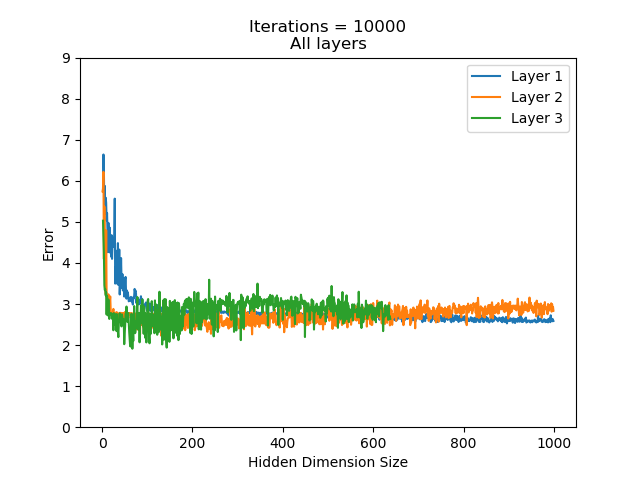 Iterations = 10000
All layers
9
8
7
6
5
4
3
2
1
0
Error
Layer 1
Layer 2
Layer 3
0
200
400
600
800
1000
Hidden Dimension Size